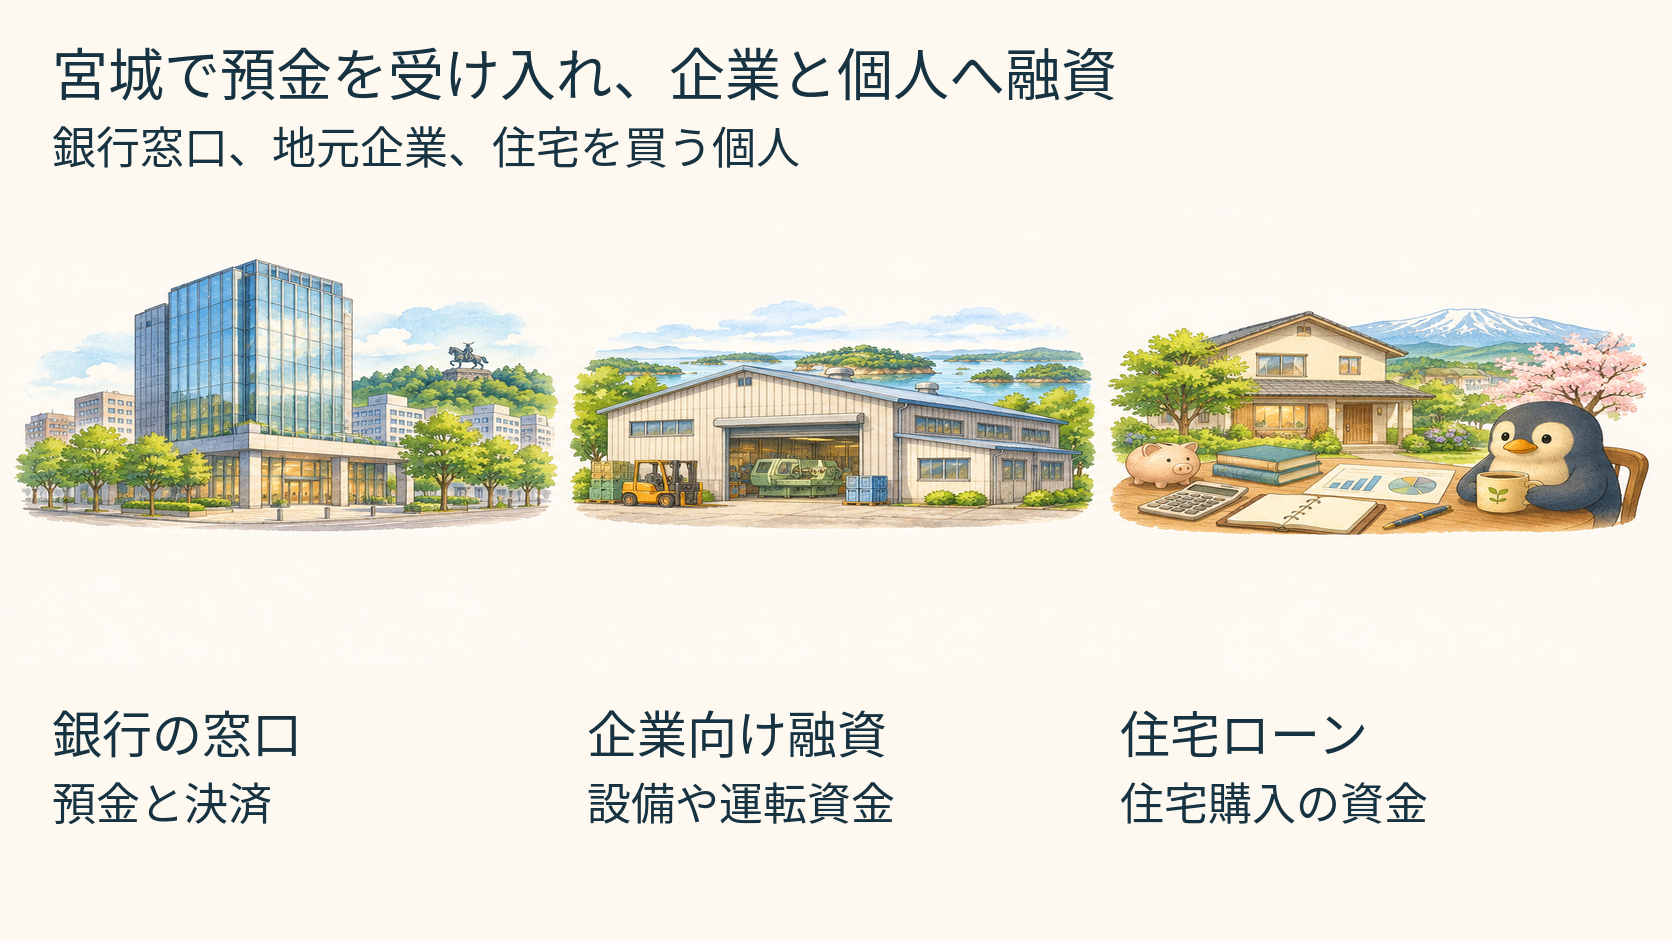 宮城で預金を受け入れ、企業と個人へ融資
銀行窓口、地元企業、住宅を買う個人
銀行の窓口
預金と決済
企業向け融資
設備や運転資金
住宅ローン
住宅購入の資金